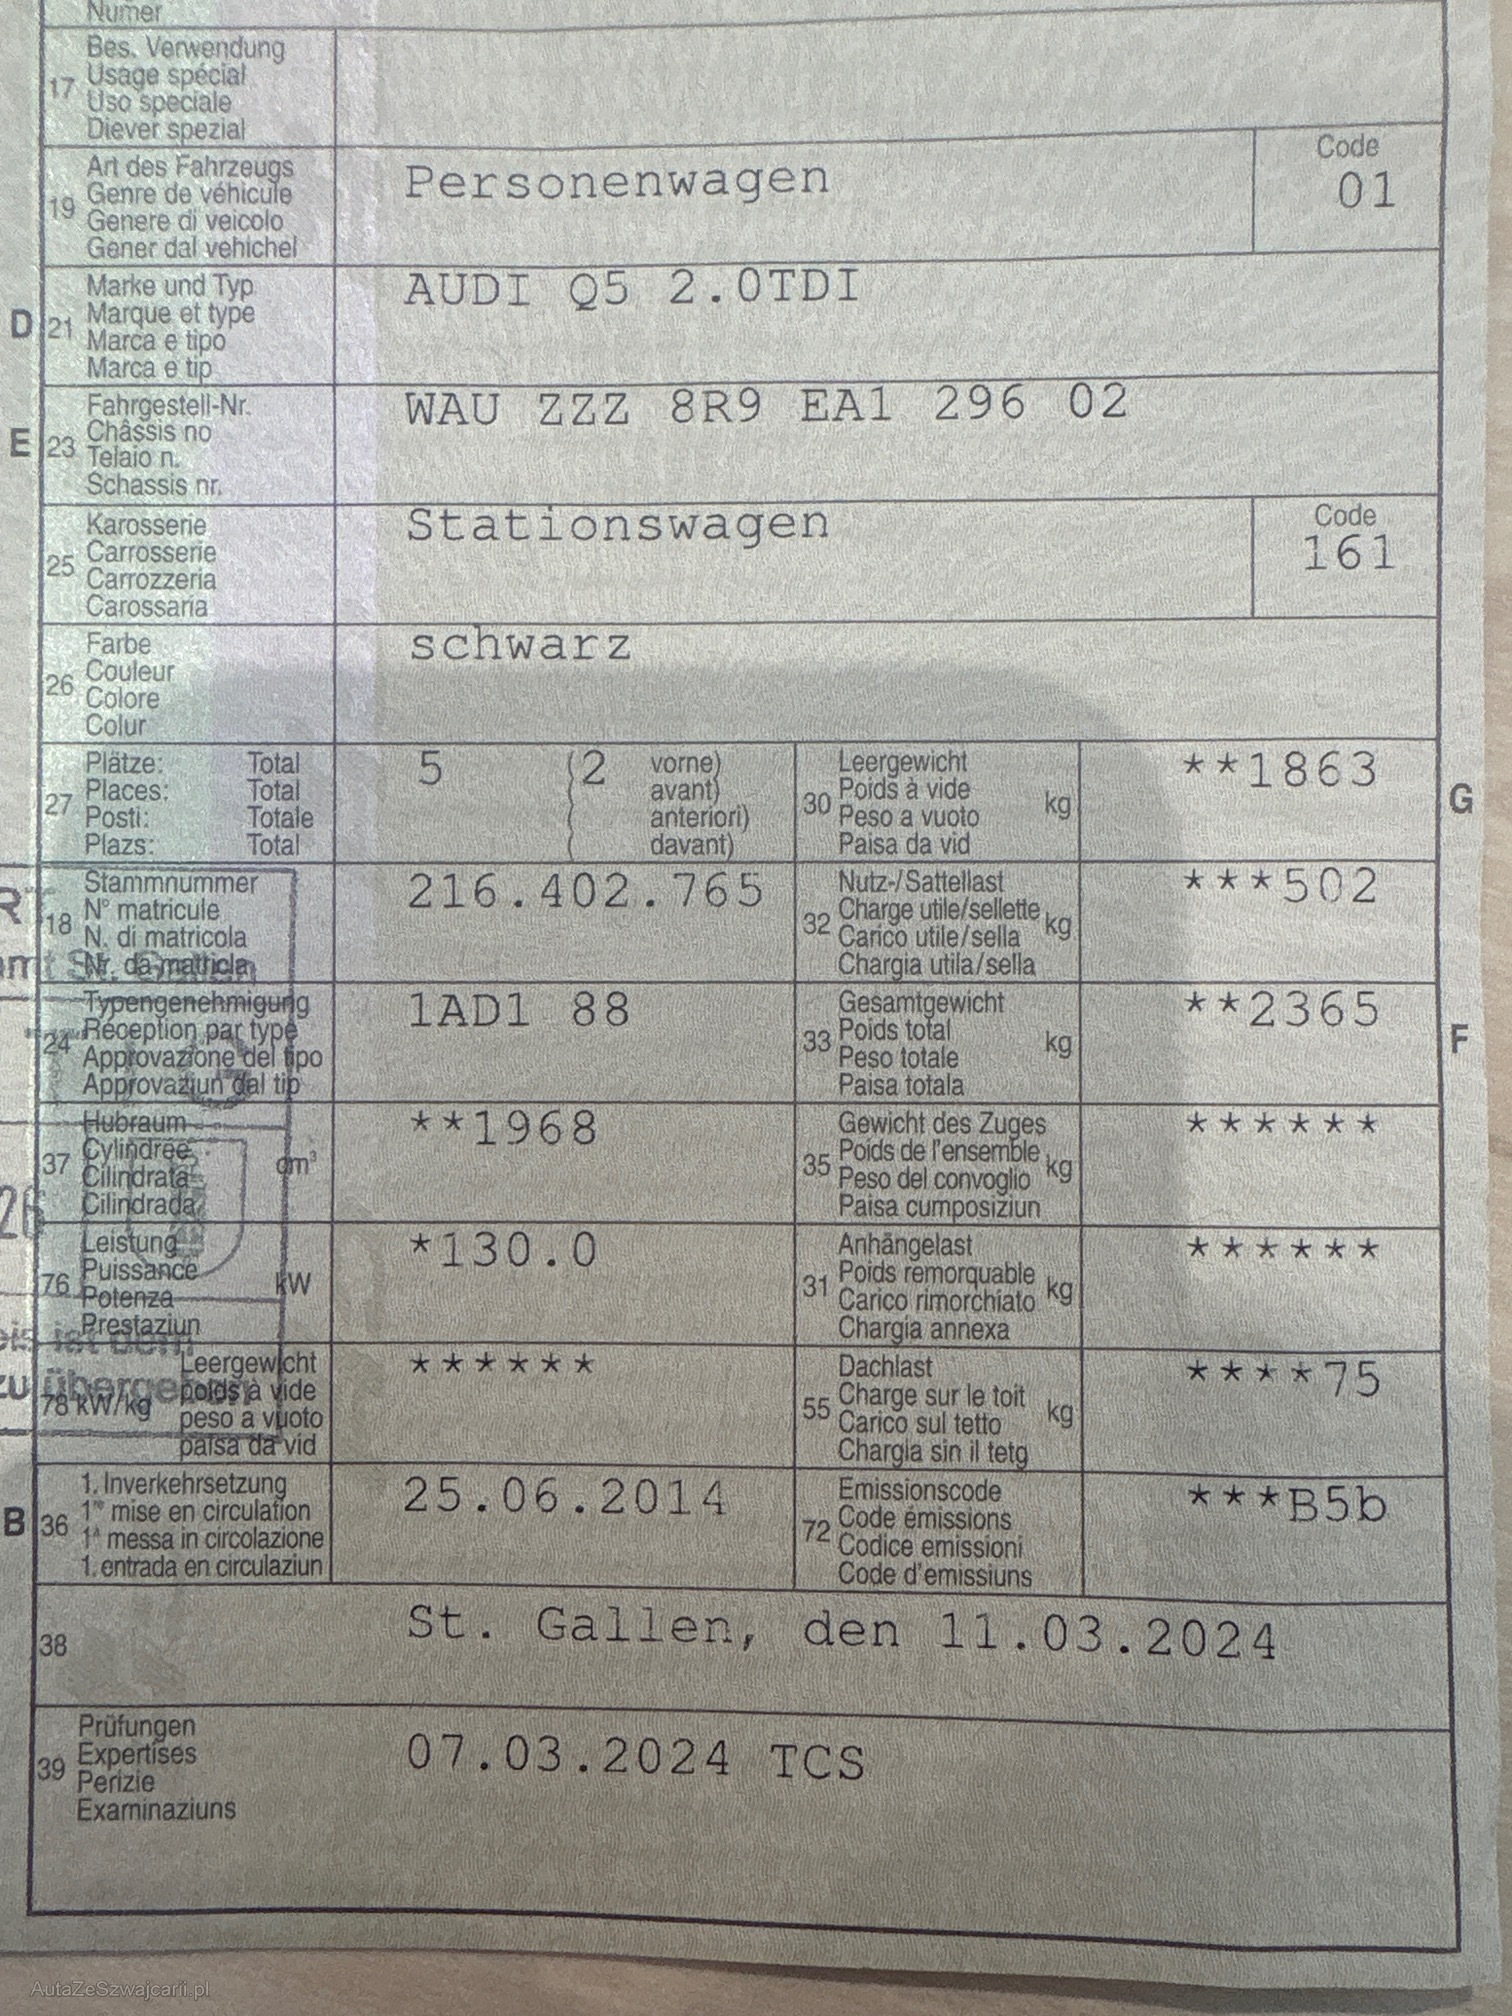 Numer
17 Bes. Verwendung
Usage spécial
Uso speciale
Diever spezial
19 Art des Fahrzeugs
Genre de véhicule
Genere di veicolo
Gener dal vehichel
Personenwagen
Code
01
D 21 Marke und Typ
Marque et type
Marca e tipo
Marca e tip
AUDI Q5 2.0TDI
E 23 Fahrgestell-Nr.
Châssis no
Telaio n.
Schassis nr.
WAU ZZZ 8R9 EA1 296 02
25 Karosserie
Carrosserie
Carrozzeria
Carossaria
Stationswagen
Code
161
26 Farbe
Couleur
Colore
Colur
schwarz
27 Plätze: Total
Places: Total
Posti: Totale
Plazs: Total
5 (2 vorne)
( avant)
( anteriori)
( davant)
30 Leergewicht
Poids à vide
Peso a vuoto
Paisa da vid
kg
**1863
G
18 Stammnummer
N° matricule
N. di matricola
Nr. da matricla
216.402.765
32 Nutz-/Sattellast
Charge utile/sellette
Carico utile/sella
Chargia utila/sella
kg
***502
24 Typengenehmigung
Réception par type
Approvazione del tipo
Approvaziun dal tip
1AD1 88
33 Gesamtgewicht
Poids total
Peso totale
Paisa totala
kg
**2365
F
37 Hubraum
Cylindrée
Cilindrata
Cilindrada
cm³
**1968
35 Gewicht des Zuges
Poids de l'ensemble
Peso del convoglio
Paisa cumposiziun
kg
******
76 Leistung
Puissance
Potenza
Prestaziun
kW
*130.0
31 Anhängelast
Poids remorquable
Carico rimorchiato
Chargia annexa
kg
******
78 kW/kg
Leergewicht
poids à vide
peso a vuoto
paisa da vid
******
55 Dachlast
Charge sur le toit
Carico sul tetto
Chargia sin il tetg
kg
****75
B 36 1. Inverkehrsetzung
1re mise en circulation
1a messa in circolazione
1. entrada en circulaziun
25.06.2014
72 Emissionscode
Code émissions
Codice emissioni
Code d'emissiuns
***B5b
38
St. Gallen, den 11.03.2024
39 Prüfungen
Expertises
Perizie
Examinaziuns
07.03.2024 TCS
St. Gallen
26
ist dem
zu übergeben
AutaZeSzwajcarii.pl